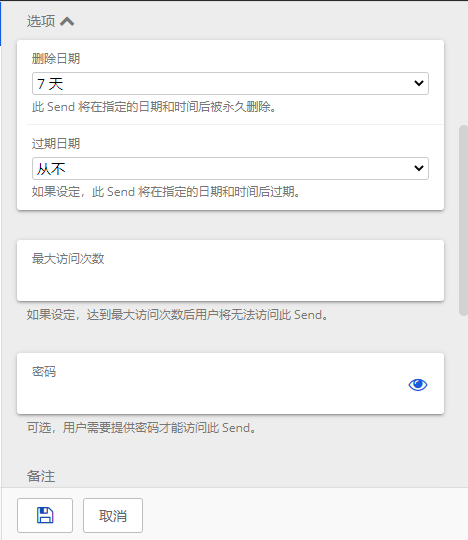 选项
删除日期
7 天
此 Send 将在指定的日期和时间后被永久删除。
过期日期
从不
如果设定，此 Send 将在指定的日期和时间后过期。
最大访问次数
如果设定，达到最大访问次数后用户将无法访问此 Send。
密码
可选，用户需要提供密码才能访问此 Send。
备注
取消